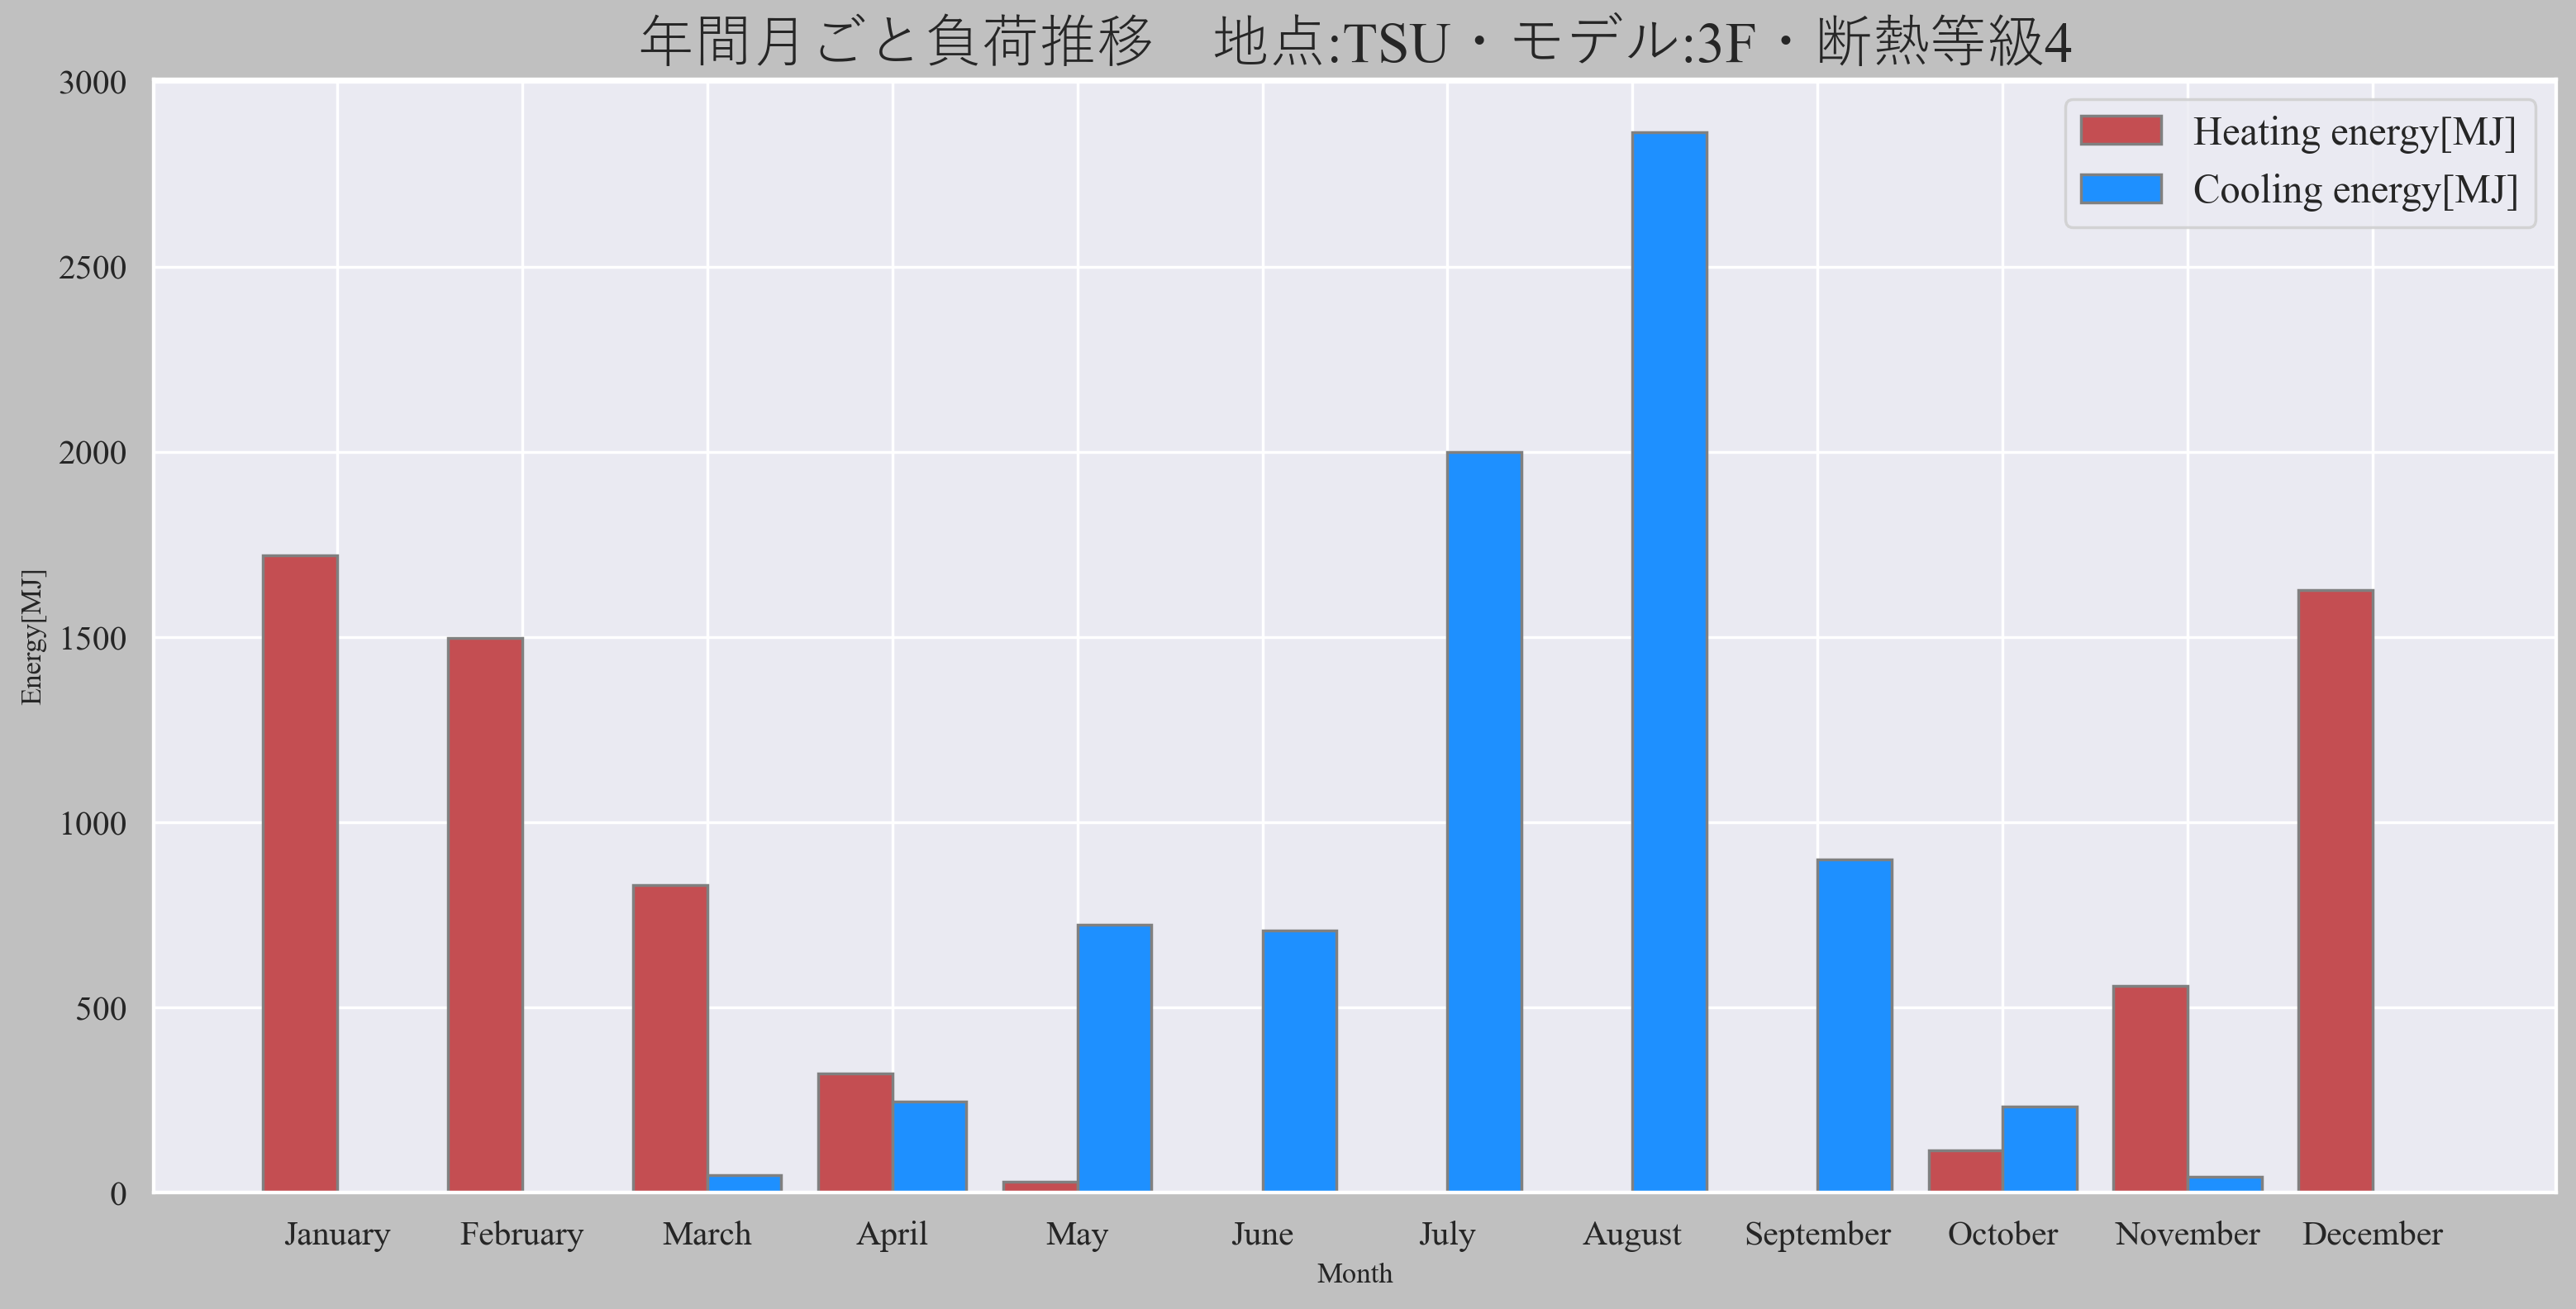 年間月ごと負荷推移　地点:TSU・モデル:3F・断熱等級4
Heating energy[MJ]
Cooling energy[MJ]
Energy[MJ]
3000
2500
2000
1500
1000
500
0
January February March April May June July August September October November December
Month